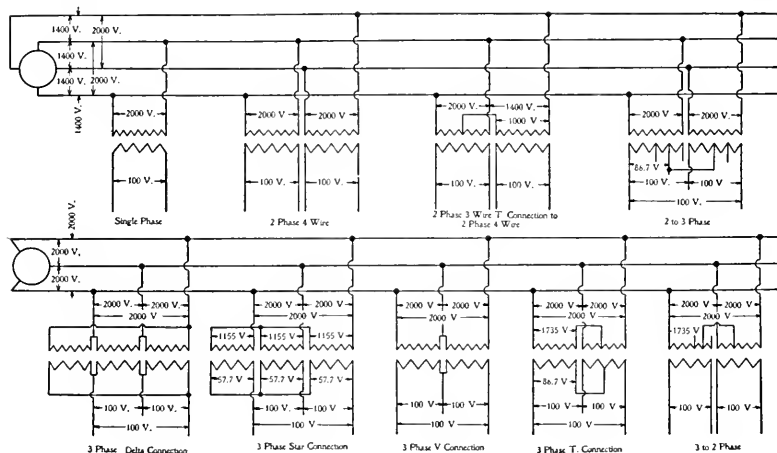 1400 V.
2000 V.
1400 V.
1400 V.
2000 V.
1400 V.
2000 V.
2000 V.
2000 V.
2000 V.
1400 V.
1000 V
2000 V.
2000 V.
100 V.
100 V.
100 V.
100 V.
100 V.
86.7 V
100 V.
100 V
100 V.
Single Phase
2 Phase 4 Wire
2 Phase 3 Wire T. Connection to
2 Phase 4 Wire
2 to 3 Phase
2000 V.
2000 V.
2000 V.
2000 V.
2000 V.
2000 V
2000 V.
2000 V.
2000 V
2000 V.
2000 V.
2000 V.
2000 V.
2000 V.
2000 V.
2000 V.
2000 V.
2000 V
1155 V
1155 V
1155 V
1735 V
1735 V
57.7 V
57.7 V
57.7 V
86.7 V
100 V.
100 V.
100 V.
100 V.
100 V
100 V.
100 V.
100 V
100 V.
100 V.
100 V
100 V.
100 V.
3 Phase Delta Connection
3 Phase Star Connection
3 Phase V Connection
3 Phase T. Connection
3 to 2 Phase